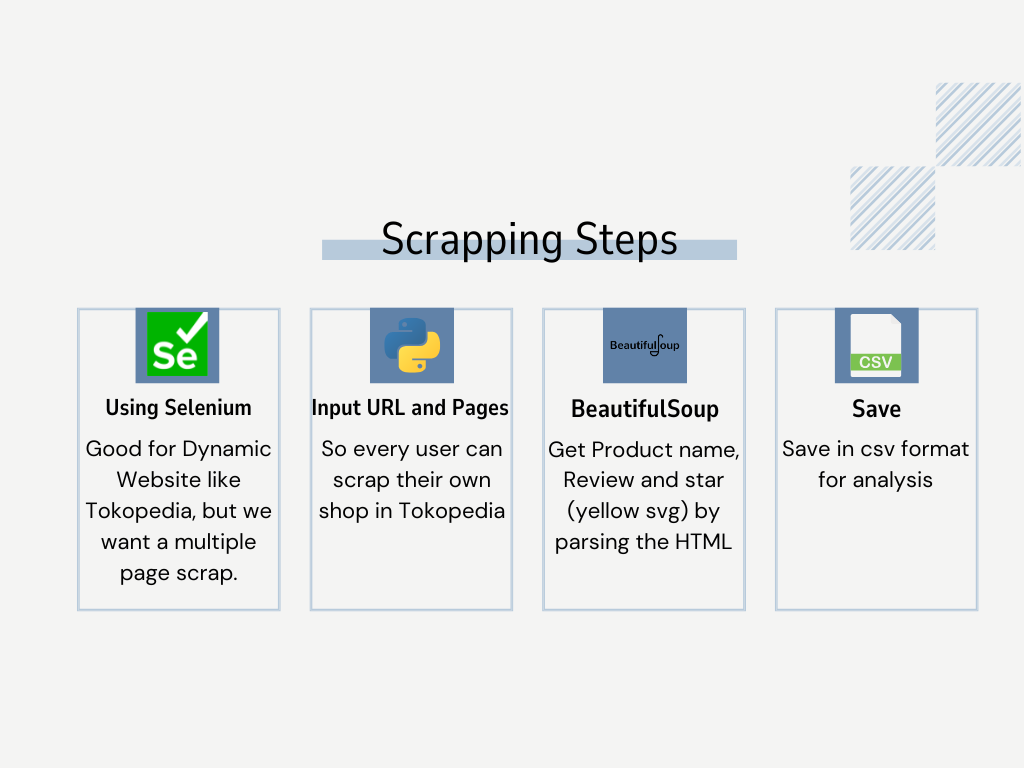 Scrapping Steps
Se
Using Selenium
Good for Dynamic
Website like
Tokopedia, but we
want a multiple
page scrap.
Input URL and Pages
So every user can
scrap their own
shop in Tokopedia
BeautifulSoup
BeautifulSoup
Get Product name,
Review and star
(yellow svg) by
parsing the HTML
CSV
Save
Save in csv format
for analysis